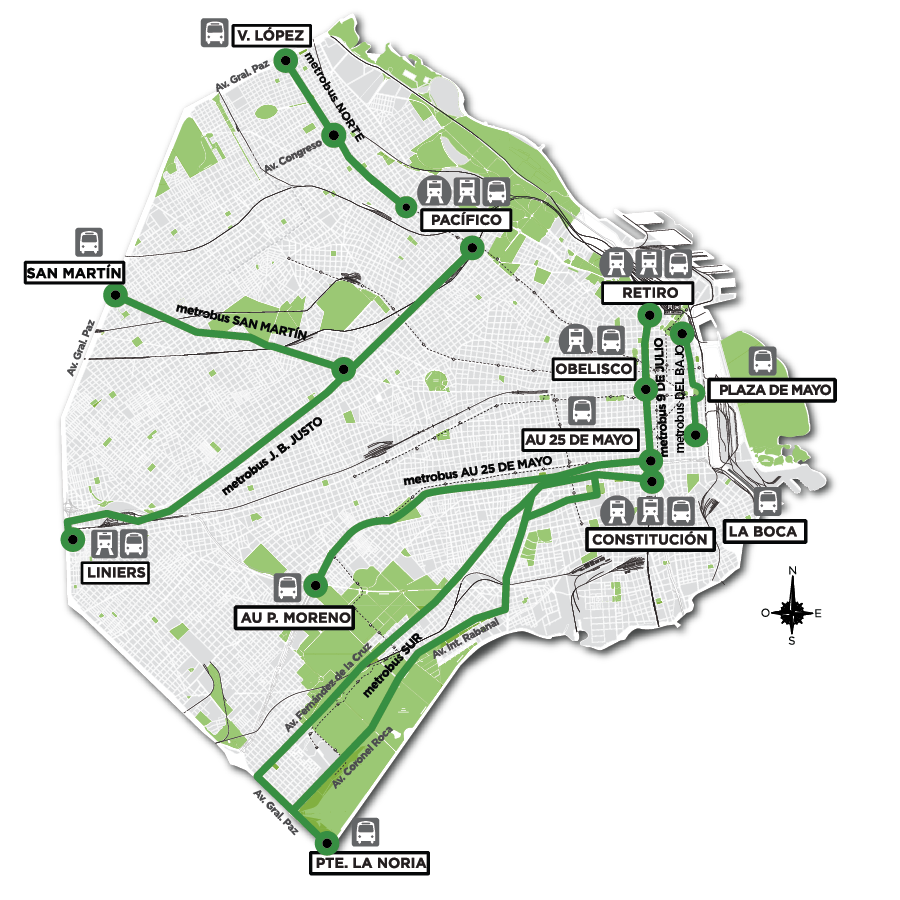 V. LÓPEZ
Av. Gral. Paz
metrobus NORTE
Av. Congreso
PACÍFICO
SAN MARTÍN
metrobus SAN MARTÍN
Av. Gral. Paz
RETIRO
OBELISCO
metrobus 9 DE JULIO
metrobus DEL BAJO
PLAZA DE MAYO
AU 25 DE MAYO
metrobus J. B. JUSTO
metrobus AU 25 DE MAYO
CONSTITUCIÓN
LA BOCA
LINIERS
AU P. MORENO
N
O
E
S
Av. Int. Rabanal
metrobus SUR
Av. Fernández de la Cruz
Av. Coronel Roca
Av. Gral. Paz
PTE. LA NORIA